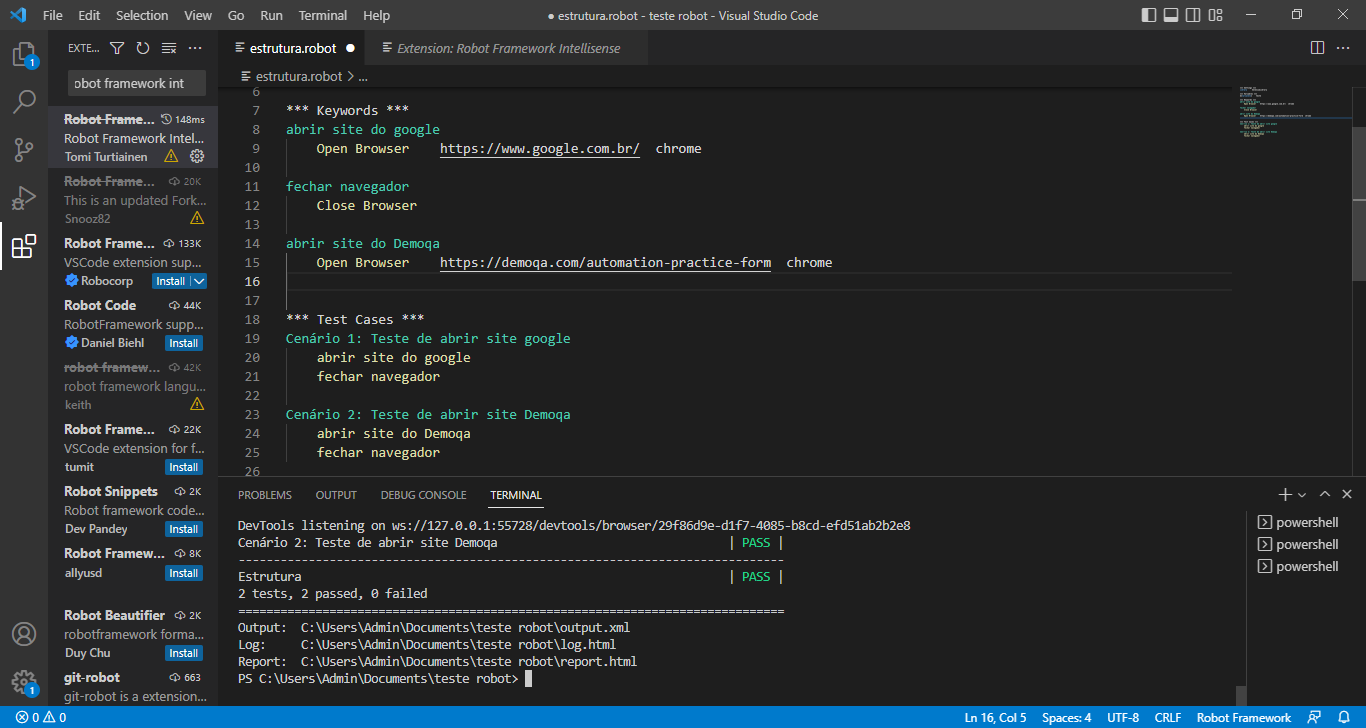 File Edit Selection View Go Run Terminal Help
● estrutura.robot - teste robot - Visual Studio Code
EXTE...
obot framework int
Robot Frame... 148ms
Robot Framework Intel...
Tomi Turtiainen
Robot Frame... 20K
This is an updated Fork...
Snooz82
Robot Frame... 133K
VSCode extension sup...
Robocorp Install
Robot Code 44K
RobotFramework supp...
Daniel Biehl Install
robot framew... 42K
robot framework langu...
keith
Robot Frame... 22K
VSCode extension for f...
tumit Install
Robot Snippets 2K
Robot framework code...
Dev Pandey Install
Robot Framew... 8K
allyusd Install
Robot Beautifier 2K
robotframework forma...
Duy Chu Install
git-robot 663
git-robot is a extension...
1
1
estrutura.robot ● Extension: Robot Framework Intellisense
estrutura.robot > ...
6
7 *** Keywords ***
8 abrir site do google
9 Open Browser https://www.google.com.br/ chrome
10
11 fechar navegador
12 Close Browser
13
14 abrir site do Demoqa
15 Open Browser https://demoqa.com/automation-practice-form chrome
16
17
18 *** Test Cases ***
19 Cenário 1: Teste de abrir site google
20 abrir site do google
21 fechar navegador
22
23 Cenário 2: Teste de abrir site Demoqa
24 abrir site do Demoqa
25 fechar navegador
26
PROBLEMS OUTPUT DEBUG CONSOLE TERMINAL
DevTools listening on ws://127.0.0.1:55728/devtools/browser/29f86d9e-d1f7-4085-b8cd-efd51ab2b2e8
Cenário 2: Teste de abrir site Demoqa | PASS |
------------------------------------------------------------------------------
Estrutura | PASS |
2 tests, 2 passed, 0 failed
==============================================================================
Output: C:\Users\Admin\Documents\teste robot\output.xml
Log: C:\Users\Admin\Documents\teste robot\log.html
Report: C:\Users\Admin\Documents\teste robot\report.html
PS C:\Users\Admin\Documents\teste robot>
powershell
powershell
powershell
0 0
Ln 16, Col 5 Spaces: 4 UTF-8 CRLF Robot Framework